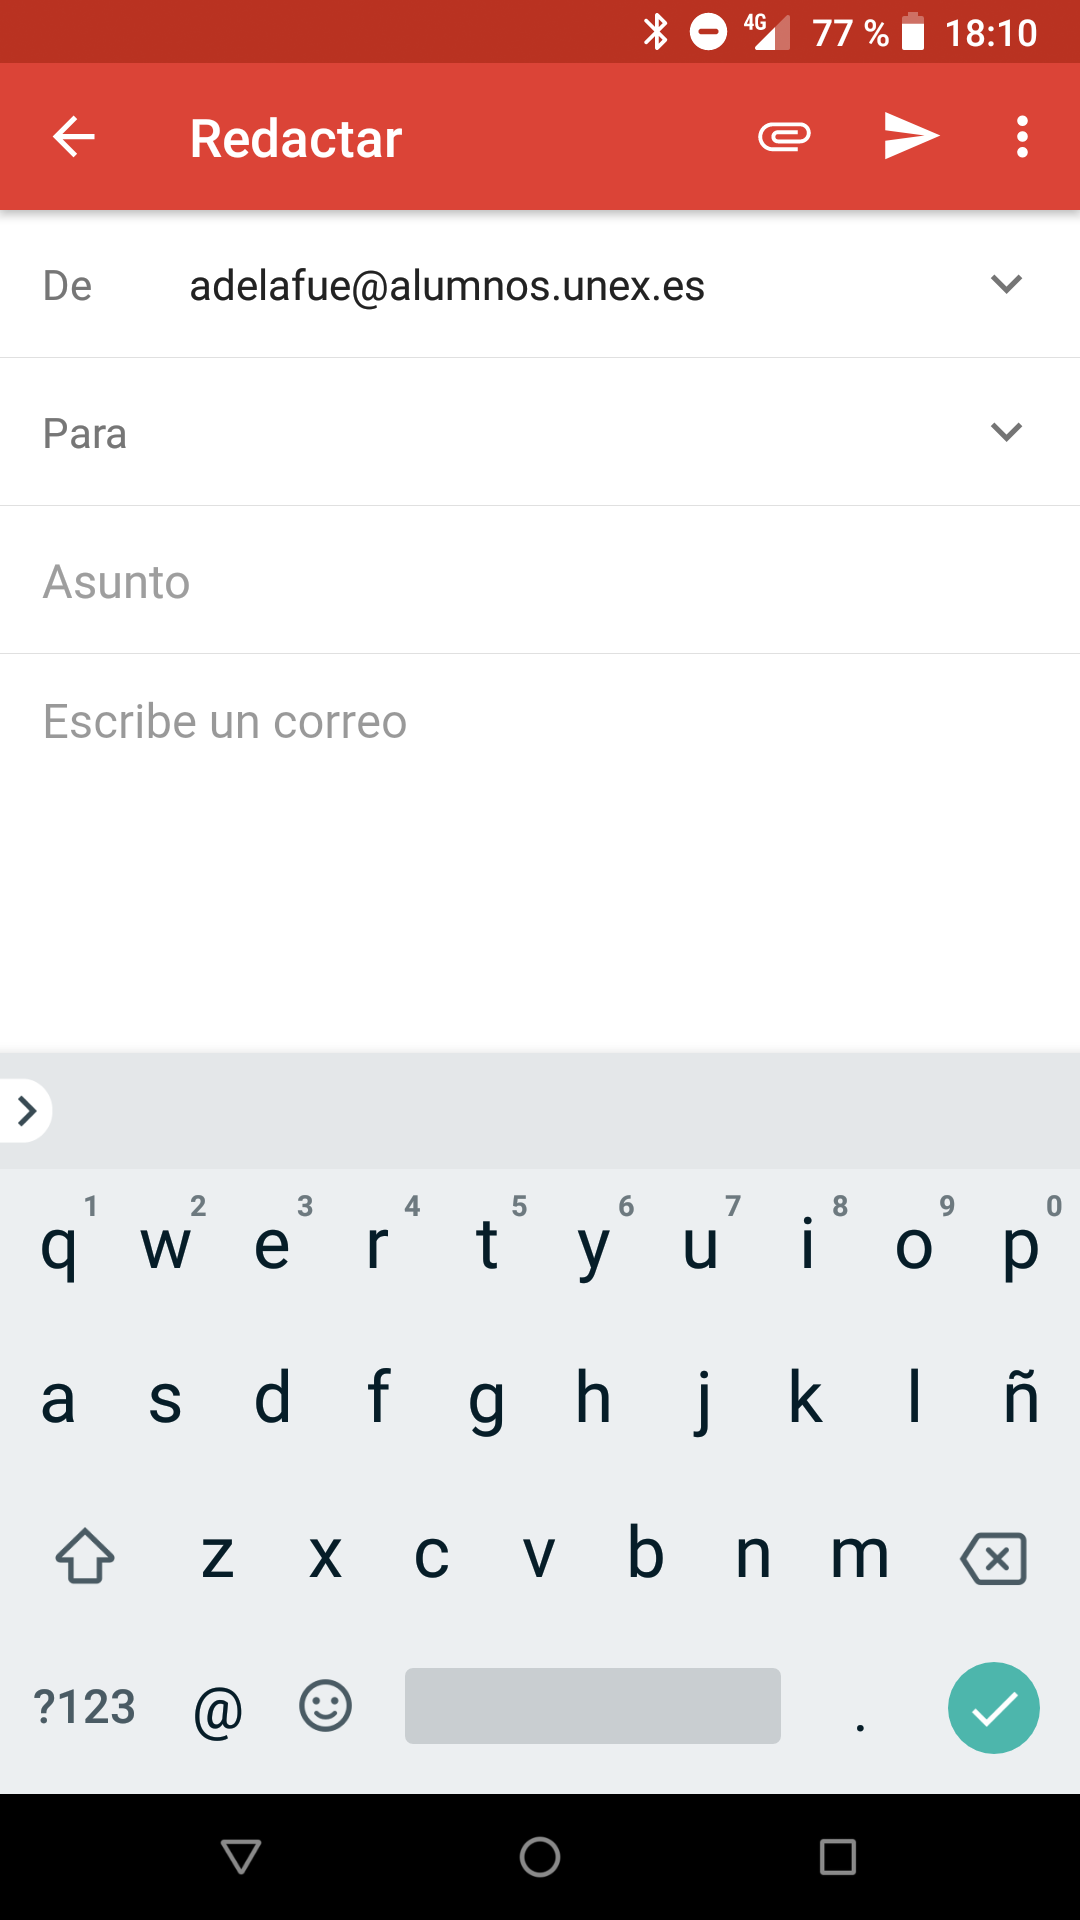 4G 77 % 18:10
Redactar
De adelafue@alumnos.unex.es
Para
Asunto
Escribe un correo
1 2 3 4 5 6 7 8 9 0
q w e r t y u i o p
a s d f g h j k l ñ
z x c v b n m
?123 @ .